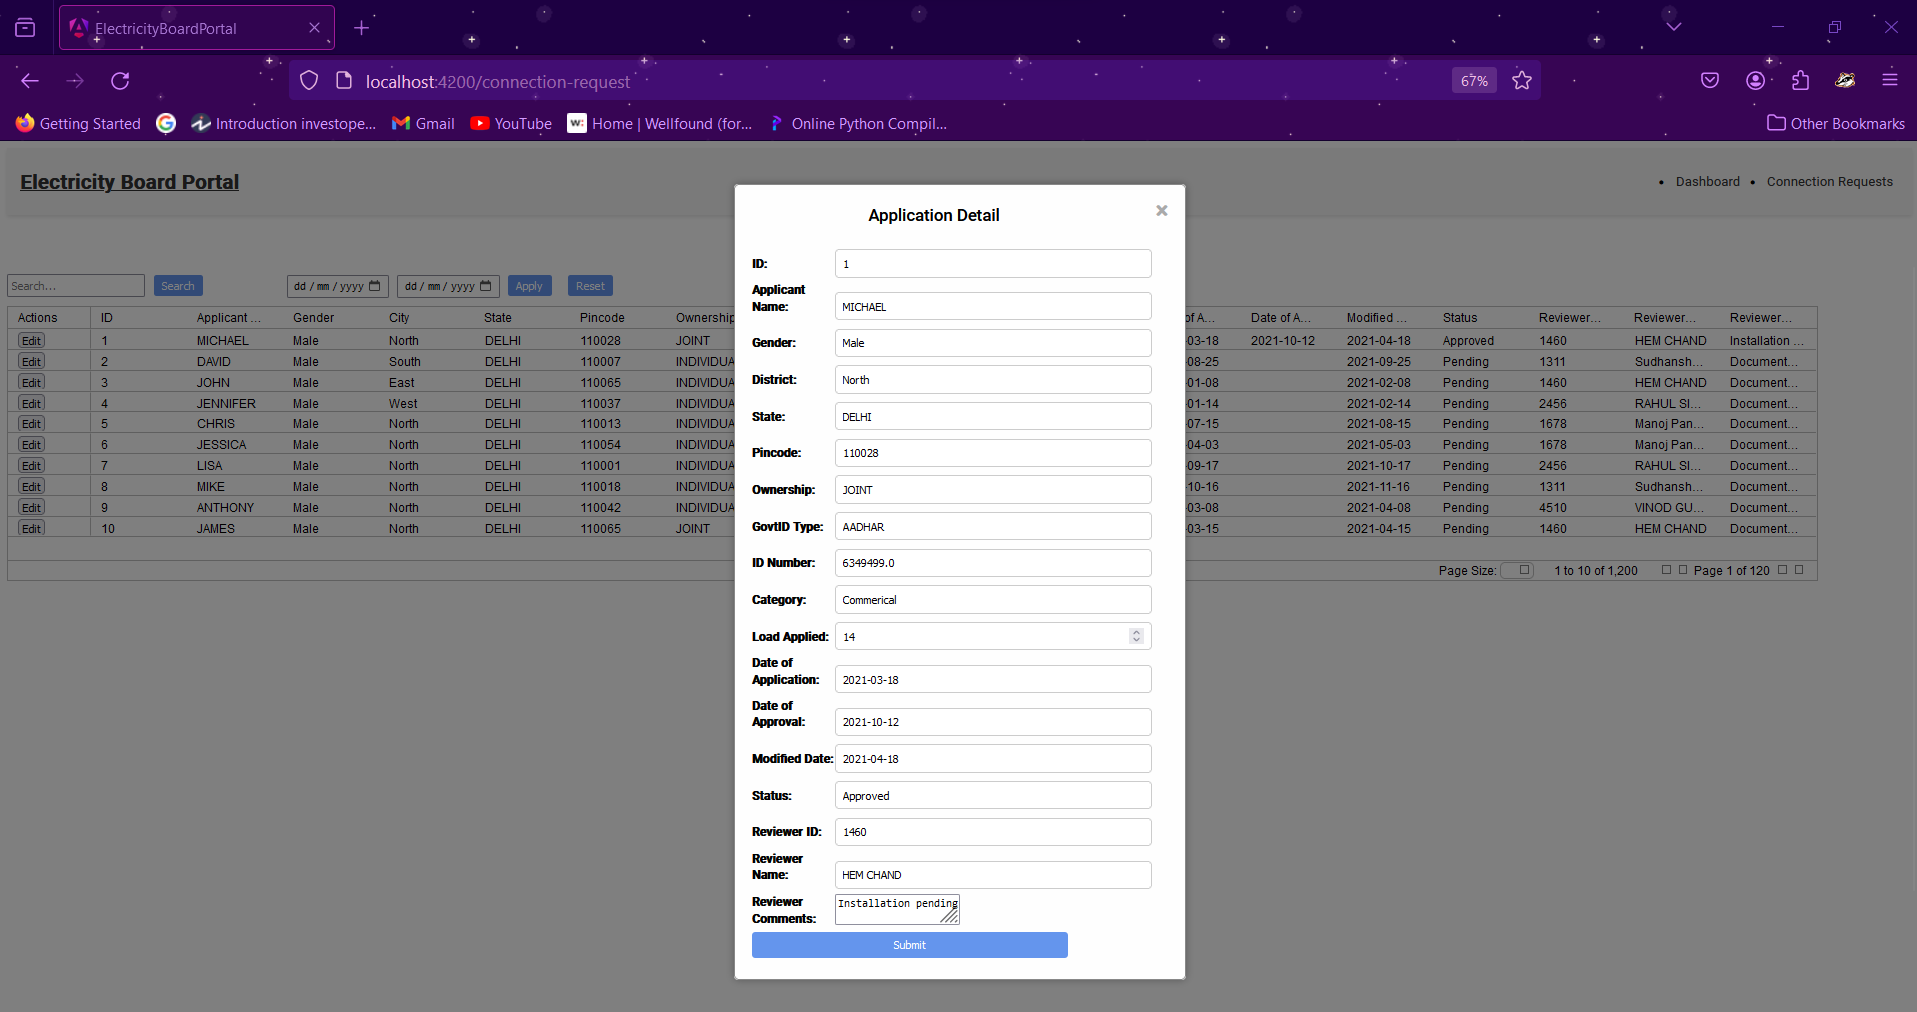 ElectricityBoardPortal
localhost:4200/connection-request
67%
Getting Started
Introduction investope...
Gmail
YouTube
Home | Wellfound (for...
Online Python Compil...
Other Bookmarks
Electricity Board Portal
Dashboard
Connection Requests
Search...
Search
dd / mm / yyyy
dd / mm / yyyy
Apply
Reset
Actions ID Applicant ... Gender City State Pincode Ownership of A... Date of A... Modified ... Status Reviewer... Reviewer... Reviewer...
Edit 1 MICHAEL Male North DELHI 110028 JOINT -03-18 2021-10-12 2021-04-18 Approved 1460 HEM CHAND Installation ...
Edit 2 DAVID Male South DELHI 110007 INDIVIDUA -08-25 2021-09-25 Pending 1311 Sudhansh... Document...
Edit 3 JOHN Male East DELHI 110065 INDIVIDUA -01-08 2021-02-08 Pending 1460 HEM CHAND Document...
Edit 4 JENNIFER Male West DELHI 110037 INDIVIDUA -01-14 2021-02-14 Pending 2456 RAHUL SI... Document...
Edit 5 CHRIS Male North DELHI 110013 INDIVIDUA -07-15 2021-08-15 Pending 1678 Manoj Pan... Document...
Edit 6 JESSICA Male North DELHI 110054 INDIVIDUA -04-03 2021-05-03 Pending 1678 Manoj Pan... Document...
Edit 7 LISA Male North DELHI 110001 INDIVIDUA -09-17 2021-10-17 Pending 2456 RAHUL SI... Document...
Edit 8 MIKE Male North DELHI 110018 INDIVIDUA -10-16 2021-11-16 Pending 1311 Sudhansh... Document...
Edit 9 ANTHONY Male North DELHI 110042 INDIVIDUA -03-08 2021-04-08 Pending 4510 VINOD GU... Document...
Edit 10 JAMES Male North DELHI 110065 JOINT -03-15 2021-04-15 Pending 1460 HEM CHAND Document...
Page Size: 1 to 10 of 1,200 Page 1 of 120
Application Detail
ID: 1
Applicant
Name: MICHAEL
Gender: Male
District: North
State: DELHI
Pincode: 110028
Ownership: JOINT
GovtID Type: AADHAR
ID Number: 6349499.0
Category: Commerical
Load Applied: 14
Date of
Application: 2021-03-18
Date of
Approval: 2021-10-12
Modified Date: 2021-04-18
Status: Approved
Reviewer ID: 1460
Reviewer
Name: HEM CHAND
Reviewer
Comments: Installation pending
Submit